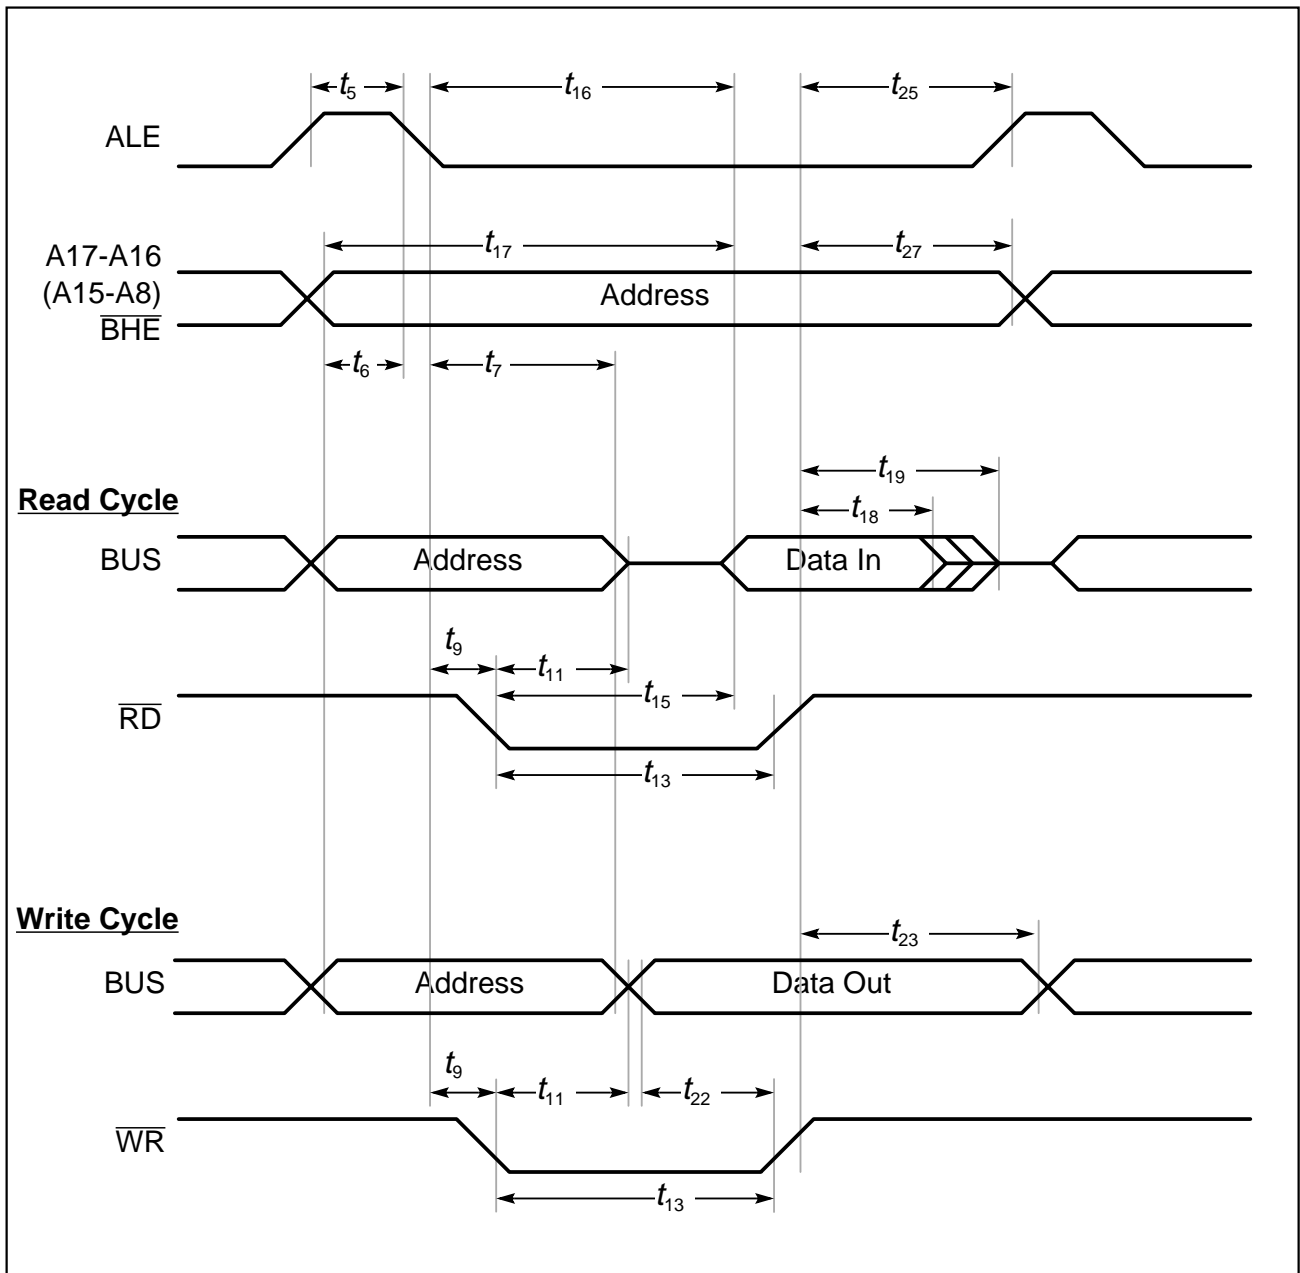 t5
t16
t25
ALE
t17
t27
A17-A16
(A15-A8)
Address
BHE
t6
t7
t19
Read Cycle
t18
BUS
Address
Data In
t9
t11
t15
RD
t13
Write Cycle
t23
BUS
Address
Data Out
t9
t11
t22
WR
t13